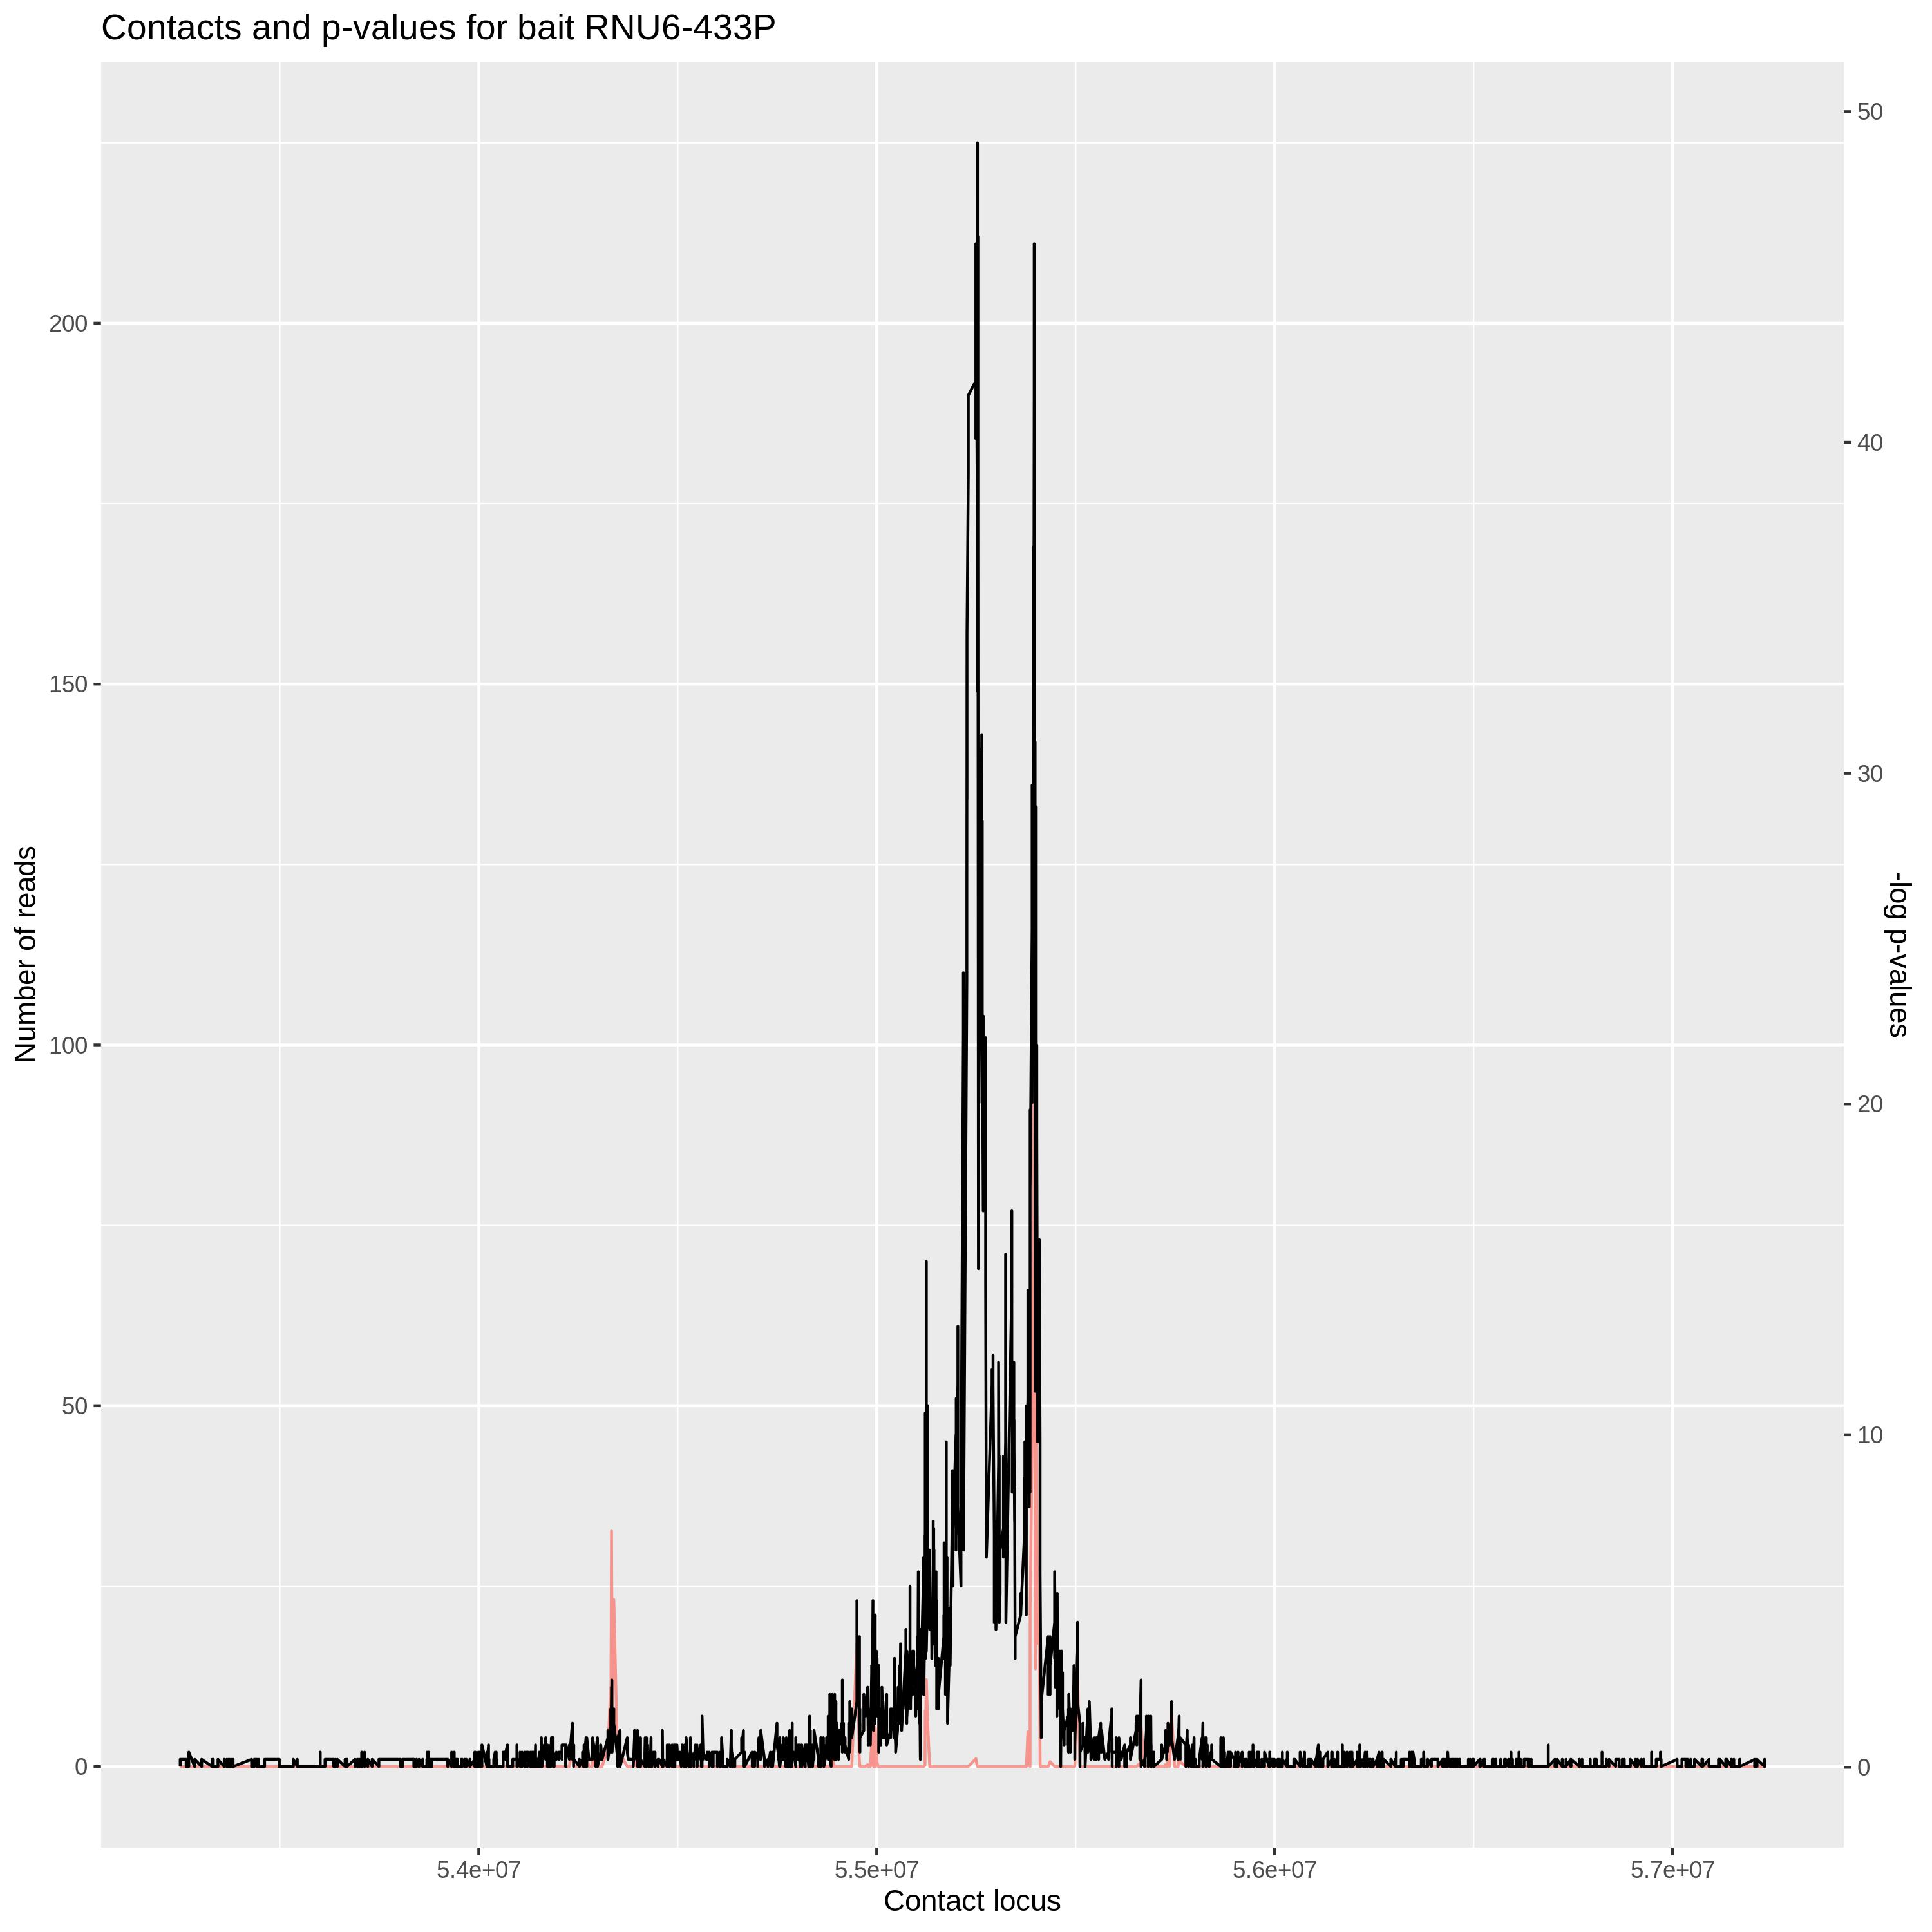 Contacts and p-values for bait RNU6-433P
Number of reads
200
150
100
50
0
50
40
30
20
10
0
-log p-values
5.4e+07
5.5e+07
5.6e+07
5.7e+07
Contact locus